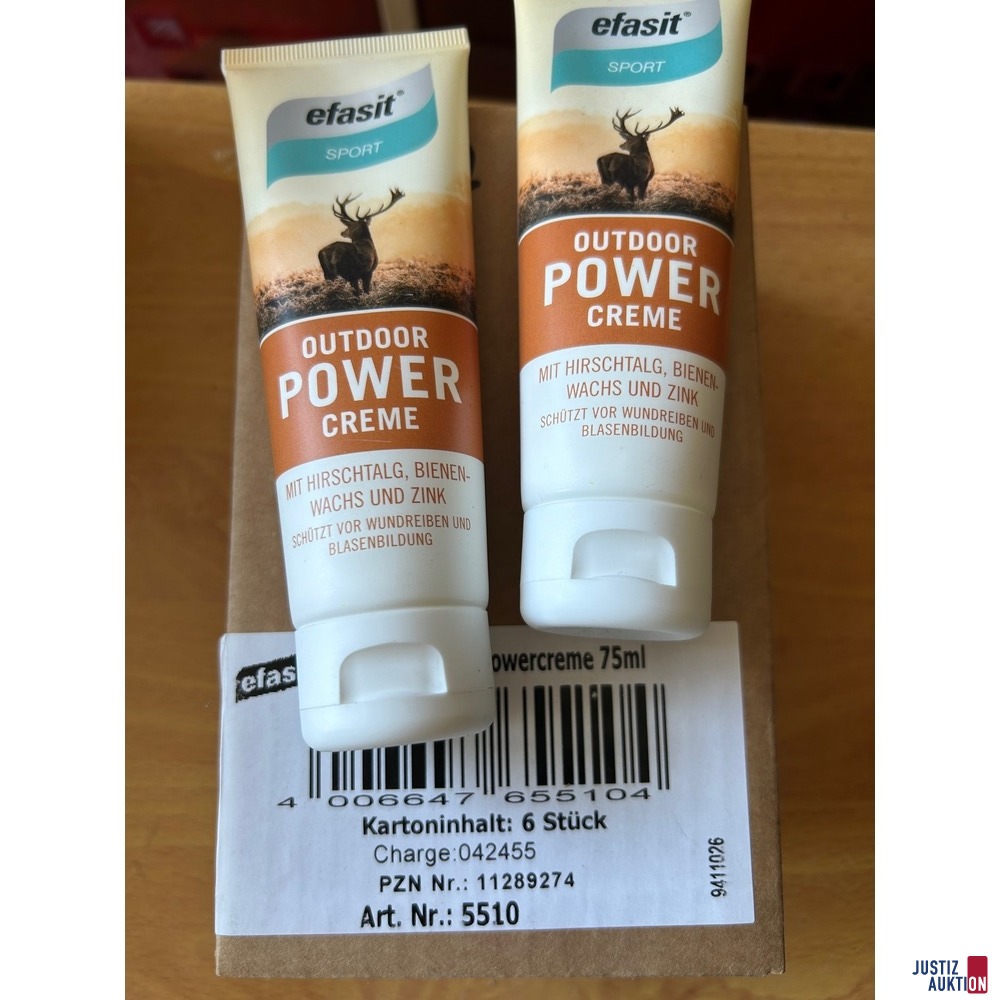 efasit®
SPORT
OUTDOOR
POWER
CREME
MIT HIRSCHTALG, BIENEN-
WACHS UND ZINK
SCHÜTZT VOR WUNDREIBEN UND
BLASENBILDUNG
efasit®
SPORT
OUTDOOR
POWER
CREME
MIT HIRSCHTALG, BIENEN-
WACHS UND ZINK
SCHÜTZT VOR WUNDREIBEN UND
BLASENBILDUNG
efas owercreme 75ml
4 006647 655104
Kartoninhalt: 6 Stück
Charge:042455
PZN Nr.: 11289274
Art. Nr.: 5510
9411026
JUSTIZ
AUKTION